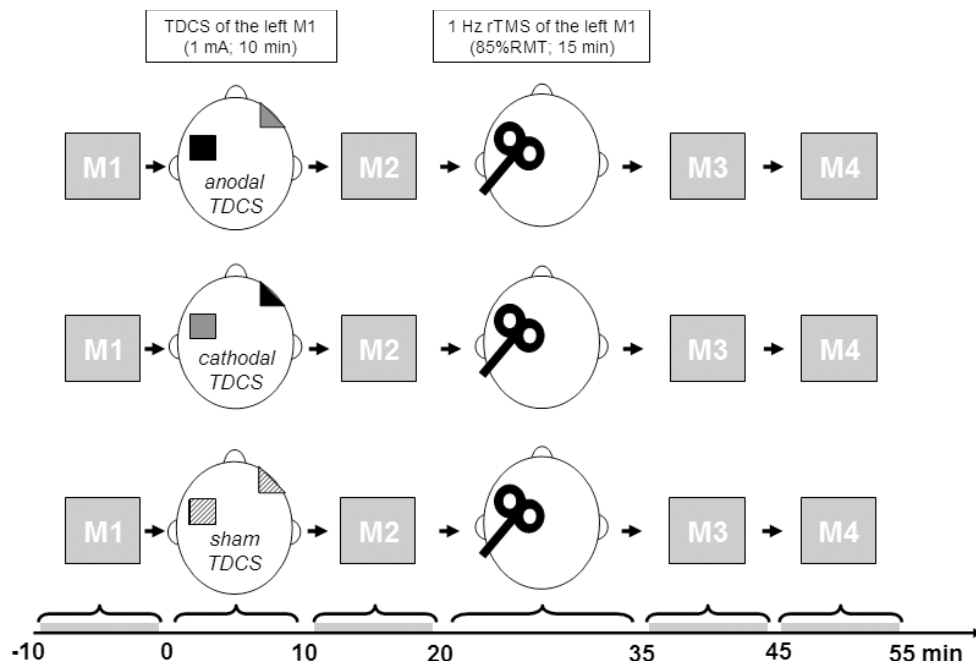 TDCS of the left M1
(1 mA; 10 min)
1 Hz rTMS of the left M1
(85%RMT; 15 min)
M1
anodal
TDCS
M2
M3
M4
M1
cathodal
TDCS
M2
M3
M4
M1
sham
TDCS
M2
M3
M4
-10 0 10 20 35 45 55 min